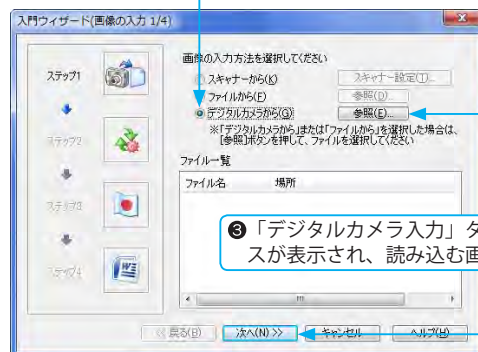 入門ウィザード(画像の入力 1/4)
画像の入力方法を選択してください
ステップ1
スキャナーから(K)
スキャナー設定(T)...
ファイルから(F)
参照(D)...
デジタルカメラから(G)
参照(E)...
※「デジタルカメラから」または「ファイルから」を選択した場合は、
[参照]ボタンを押して、ファイルを選択してください
ステップ2
ファイル一覧
ファイル名 場所
ステップ3
❸「デジタルカメラ入力」ダ
スが表示され、読み込む画
ステップ4
<< 戻る(B) 次へ(N) >> キャンセル ヘルプ(H)